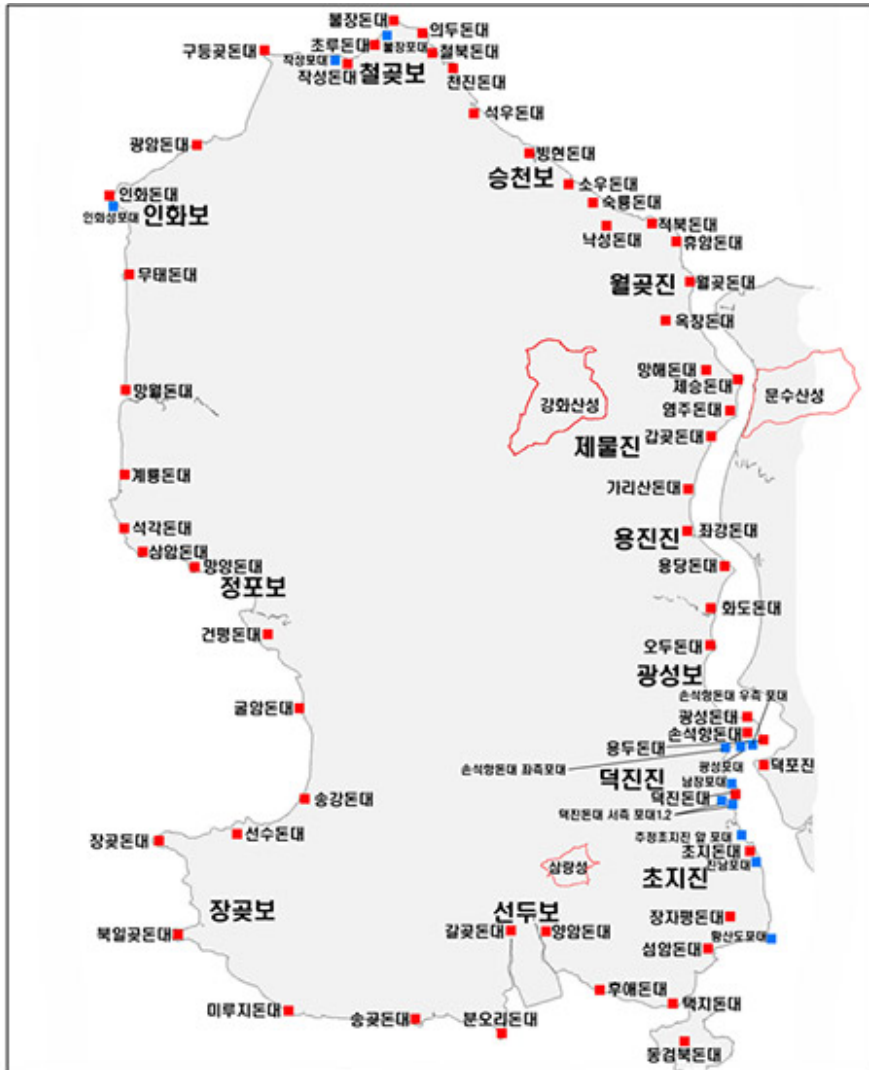 불장돈대
의두돈대
초루돈대
불장포대
구등곶돈대
철북돈대
작성포대
작성돈대
철곶보
천진돈대
석우돈대
광암돈대
빙현돈대
승천보
소우돈대
인화돈대
숙룡돈대
인화성포대
인화보
적북돈대
낙성돈대
휴암돈대
무태돈대
월곶진
월곶돈대
옥창돈대
망해돈대
제승돈대
망월돈대
강화산성
문수산성
염주돈대
제물진
갑곶돈대
계룡돈대
가리산돈대
석각돈대
용진진
좌강돈대
삼암돈대
망양돈대
용당돈대
정포보
화도돈대
건평돈대
오두돈대
광성보
손석항돈대 우측 포대
굴암돈대
광성돈대
손석항돈대
용두돈대
광성포대
손석항돈대 좌측포대
덕포진
덕진진
남장포대
덕진돈대
송강돈대
덕진돈대 서측 포대1.2
선수돈대
장곶돈대
추정초지진 앞 포대
초지돈대
진남포대
삼랑성
초지진
장곶보
선두보
장자평돈대
북일곶돈대
갈곶돈대
양암돈대
황산도포대
섬암돈대
후애돈대
택지돈대
미루지돈대
송곶돈대
분오리돈대
동검북돈대